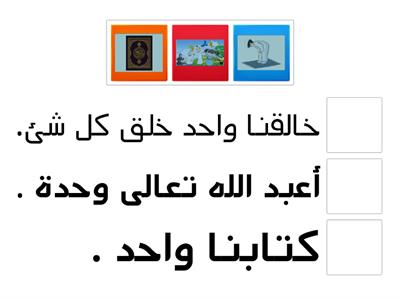 خالقنا واحد خلق كل شئ.
أعبد الله تعالى وحدة .
كتابنا واحد .